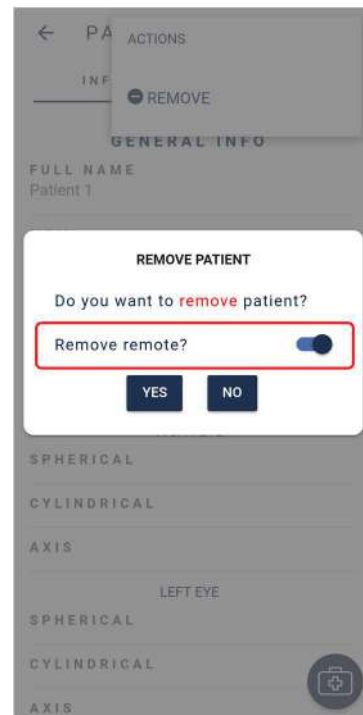 PA
ACTIONS
INF
REMOVE
GENERAL INFO
FULL NAME
Patient 1
REMOVE PATIENT
Do you want to remove patient?
Remove remote?
YES
NO
SPHERICAL
CYLINDRICAL
AXIS
LEFT EYE
SPHERICAL
CYLINDRICAL
AXIS